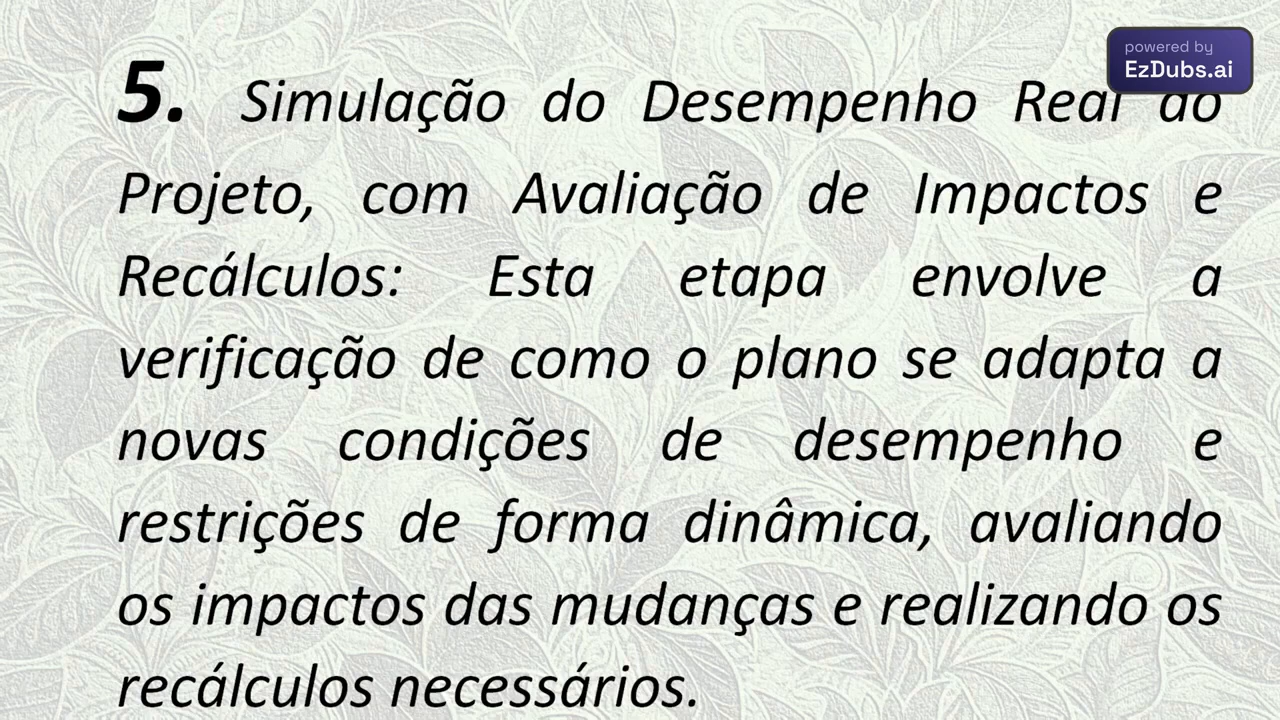 powered by
EzDubs.ai
5. Simulação do Desempenho Real do
Projeto, com Avaliação de Impactos e
Recálculos: Esta etapa envolve a
verificação de como o plano se adapta a
novas condições de desempenho e
restrições de forma dinâmica, avaliando
os impactos das mudanças e realizando os
recálculos necessários.